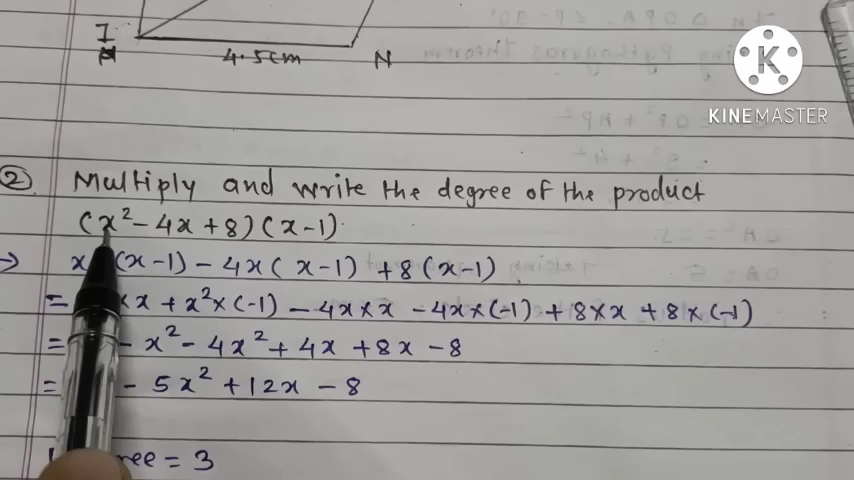 I
4.5cm
N
K
KINEMASTER
② Multiply and write the degree of the product
(x² - 4x + 8) (x - 1).
→ x (x - 1) - 4x ( x - 1) + 8 (x - 1)
= x x + x² x (-1) - 4x x x - 4x x (-1) + 8 x x + 8 x (-1)
= - x² - 4x² + 4x + 8x - 8
= - 5x² + 12x - 8
ree = 3